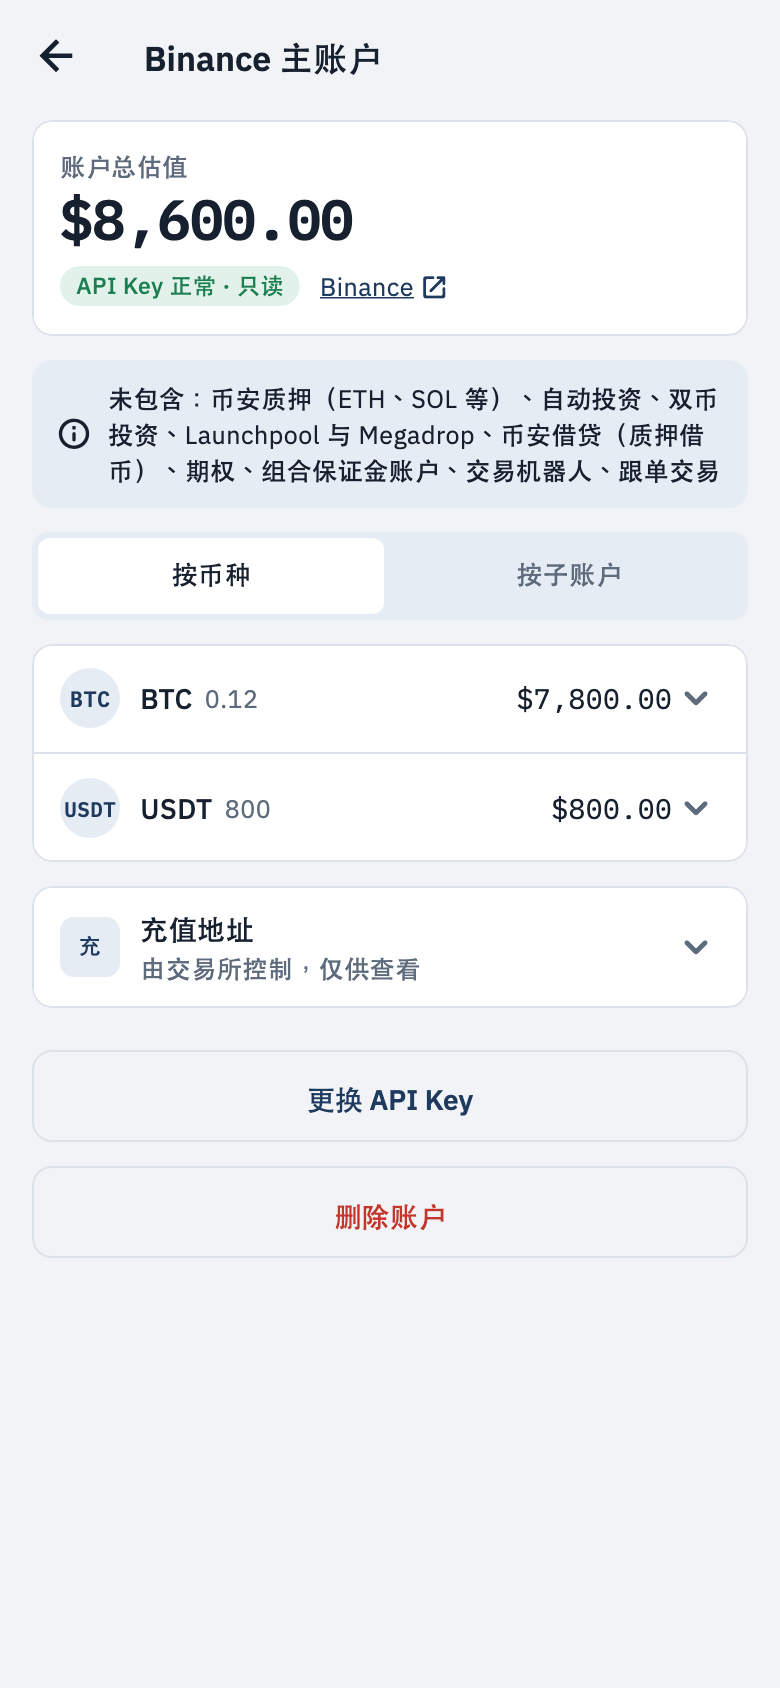 Binance 主账户
账户总估值
$8,600.00
API Key 正常 · 只读
Binance
未包含：币安质押（ETH、SOL 等）、自动投资、双币
投资、Launchpool 与 Megadrop、币安借贷（质押借
币）、期权、组合保证金账户、交易机器人、跟单交易
按币种
按子账户
BTC BTC 0.12 $7,800.00
USDT USDT 800 $800.00
充 充值地址
由交易所控制，仅供查看
更换 API Key
删除账户